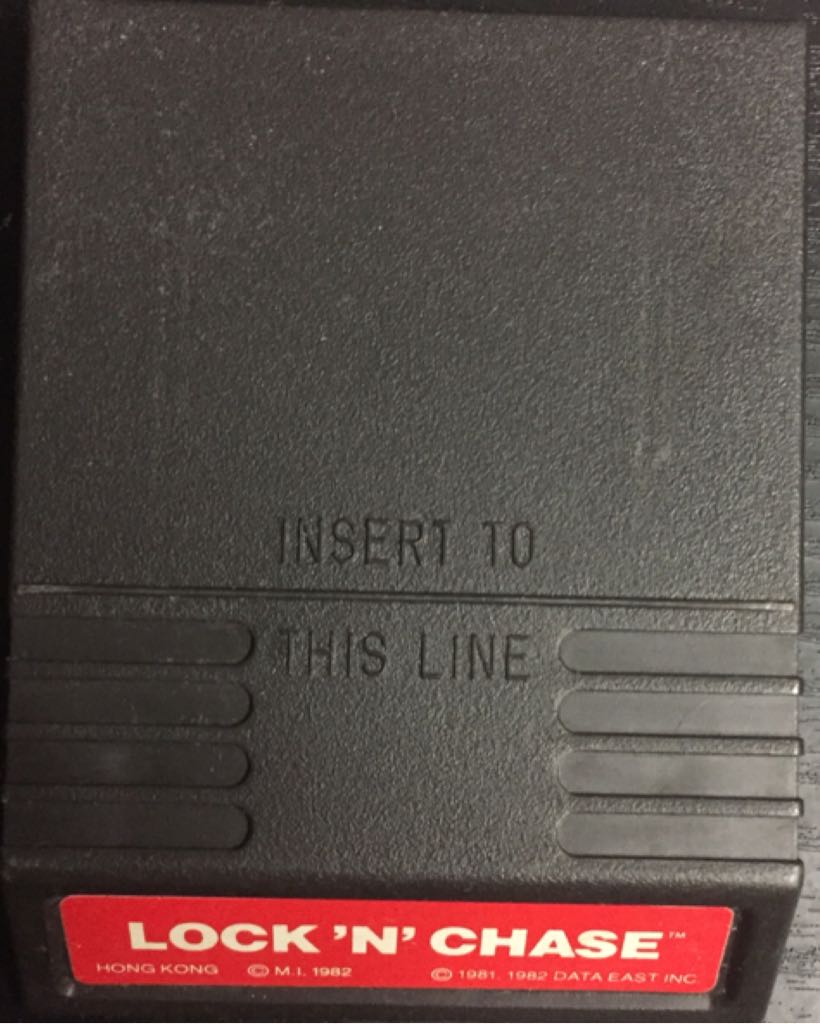 INSERT TO
THIS LINE
LOCK 'N' CHASE™
HONG KONG © M.I. 1982 © 1981, 1982 DATA EAST INC.